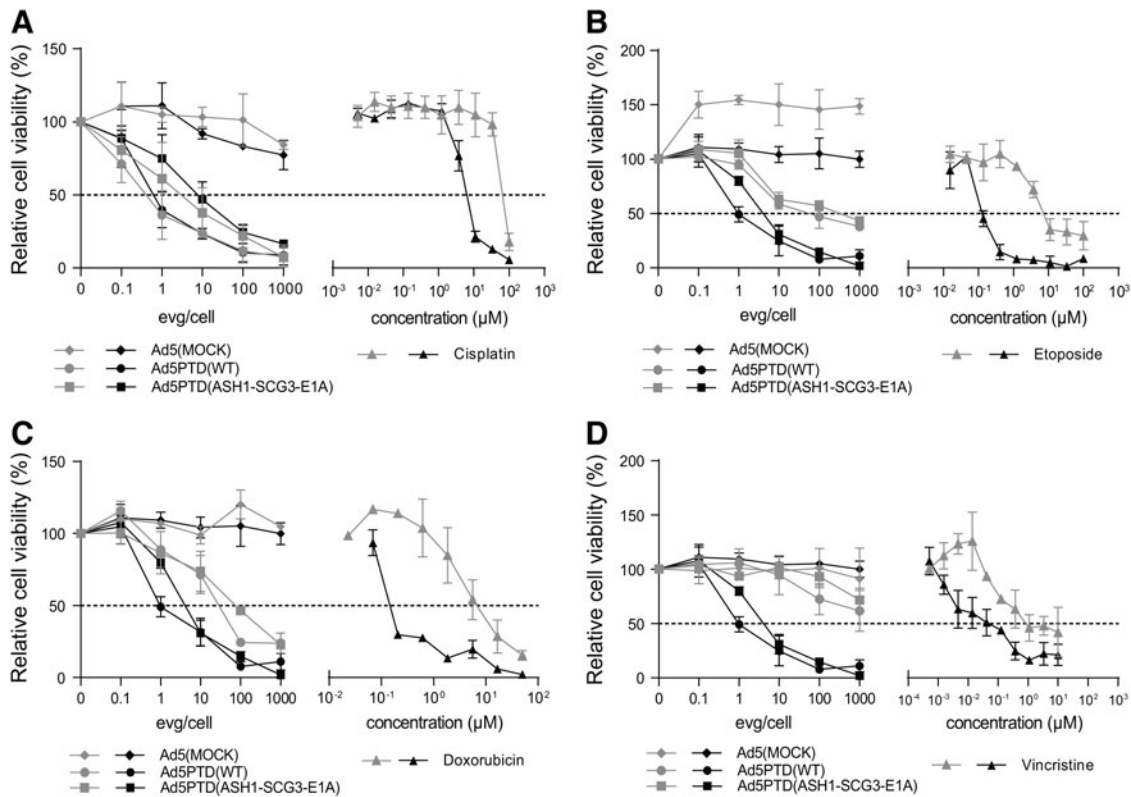 A
Relative cell viability (%)
150
100
50
0
0 0.1 1 10 100 1000
evg/cell
10⁻³ 10⁻² 10⁻¹ 10⁰ 10¹ 10² 10³
concentration (µM)
Ad5(MOCK)
Ad5PTD(WT)
Ad5PTD(ASH1-SCG3-E1A)
Cisplatin
B
Relative cell viability (%)
200
150
100
50
0
0 0.1 1 10 100 1000
evg/cell
10⁻³ 10⁻² 10⁻¹ 10⁰ 10¹ 10² 10³
concentration (µM)
Ad5(MOCK)
Ad5PTD(WT)
Ad5PTD(ASH1-SCG3-E1A)
Etoposide
C
Relative cell viability (%)
150
100
50
0
0 0.1 1 10 100 1000
evg/cell
10⁻² 10⁻¹ 10⁰ 10¹ 10²
concentration (µM)
Ad5(MOCK)
Ad5PTD(WT)
Ad5PTD(ASH1-SCG3-E1A)
Doxorubicin
D
Relative cell viability (%)
200
150
100
50
0
0 0.1 1 10 100 1000
evg/cell
10⁻⁴ 10⁻³ 10⁻² 10⁻¹ 10⁰ 10¹ 10² 10³
concentration (µM)
Ad5(MOCK)
Ad5PTD(WT)
Ad5PTD(ASH1-SCG3-E1A)
Vincristine